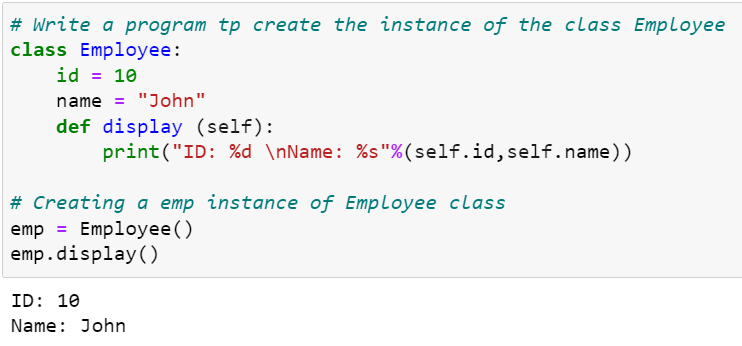 # Write a program tp create the instance of the class Employee
class Employee:
    id = 10
    name = "John"
    def display (self):
        print("ID: %d \nName: %s"%(self.id,self.name))
# Creating a emp instance of Employee class
emp = Employee()
emp.display()
ID: 10
Name: John